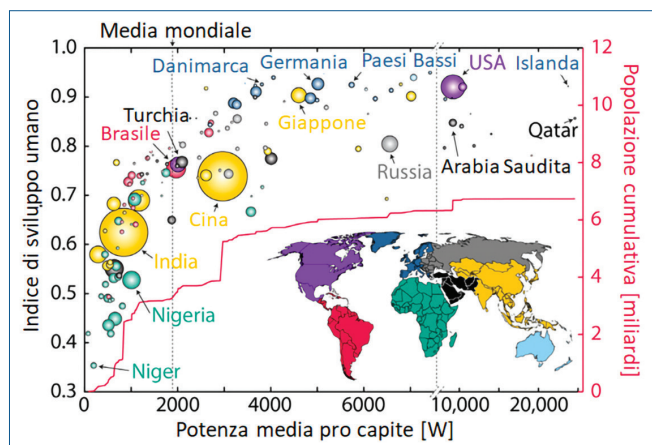 Media mondiale
1.0
0.9
0.8
0.7
0.6
0.5
0.4
0.3
Indice di sviluppo umano
12
10
8
6
4
2
0
Popolazione cumulativa [miliardi]
Danimarca
Germania
Paesi Bassi
USA
Islanda
Turchia
Brasile
Giappone
Qatar
Russia
Arabia Saudita
Cina
India
Nigeria
Niger
0
2000
4000
6000
10,000
20,000
Potenza media pro capite [W]